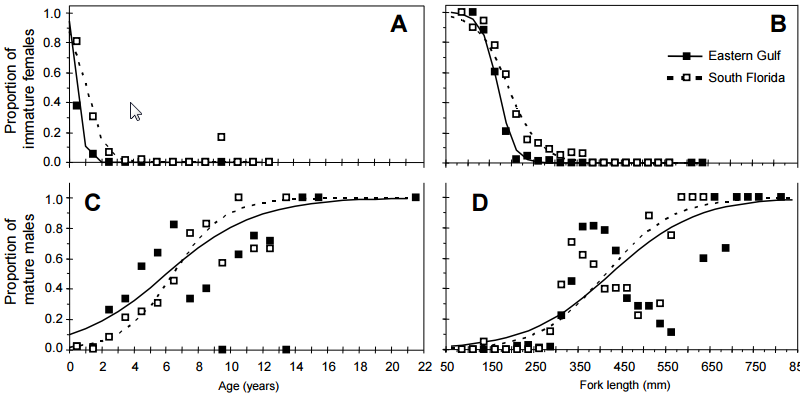 Proportion of
immature females
1.0
0.8
0.6
0.4
0.2
0.0
A
B
Eastern Gulf
South Florida
Proportion of
mature males
1.0
0.8
0.6
0.4
0.2
0.0
C
D
0 2 4 6 8 10 12 14 16 18 20 22
50 150 250 350 450 550 650 750 85
Age (years)
Fork length (mm)